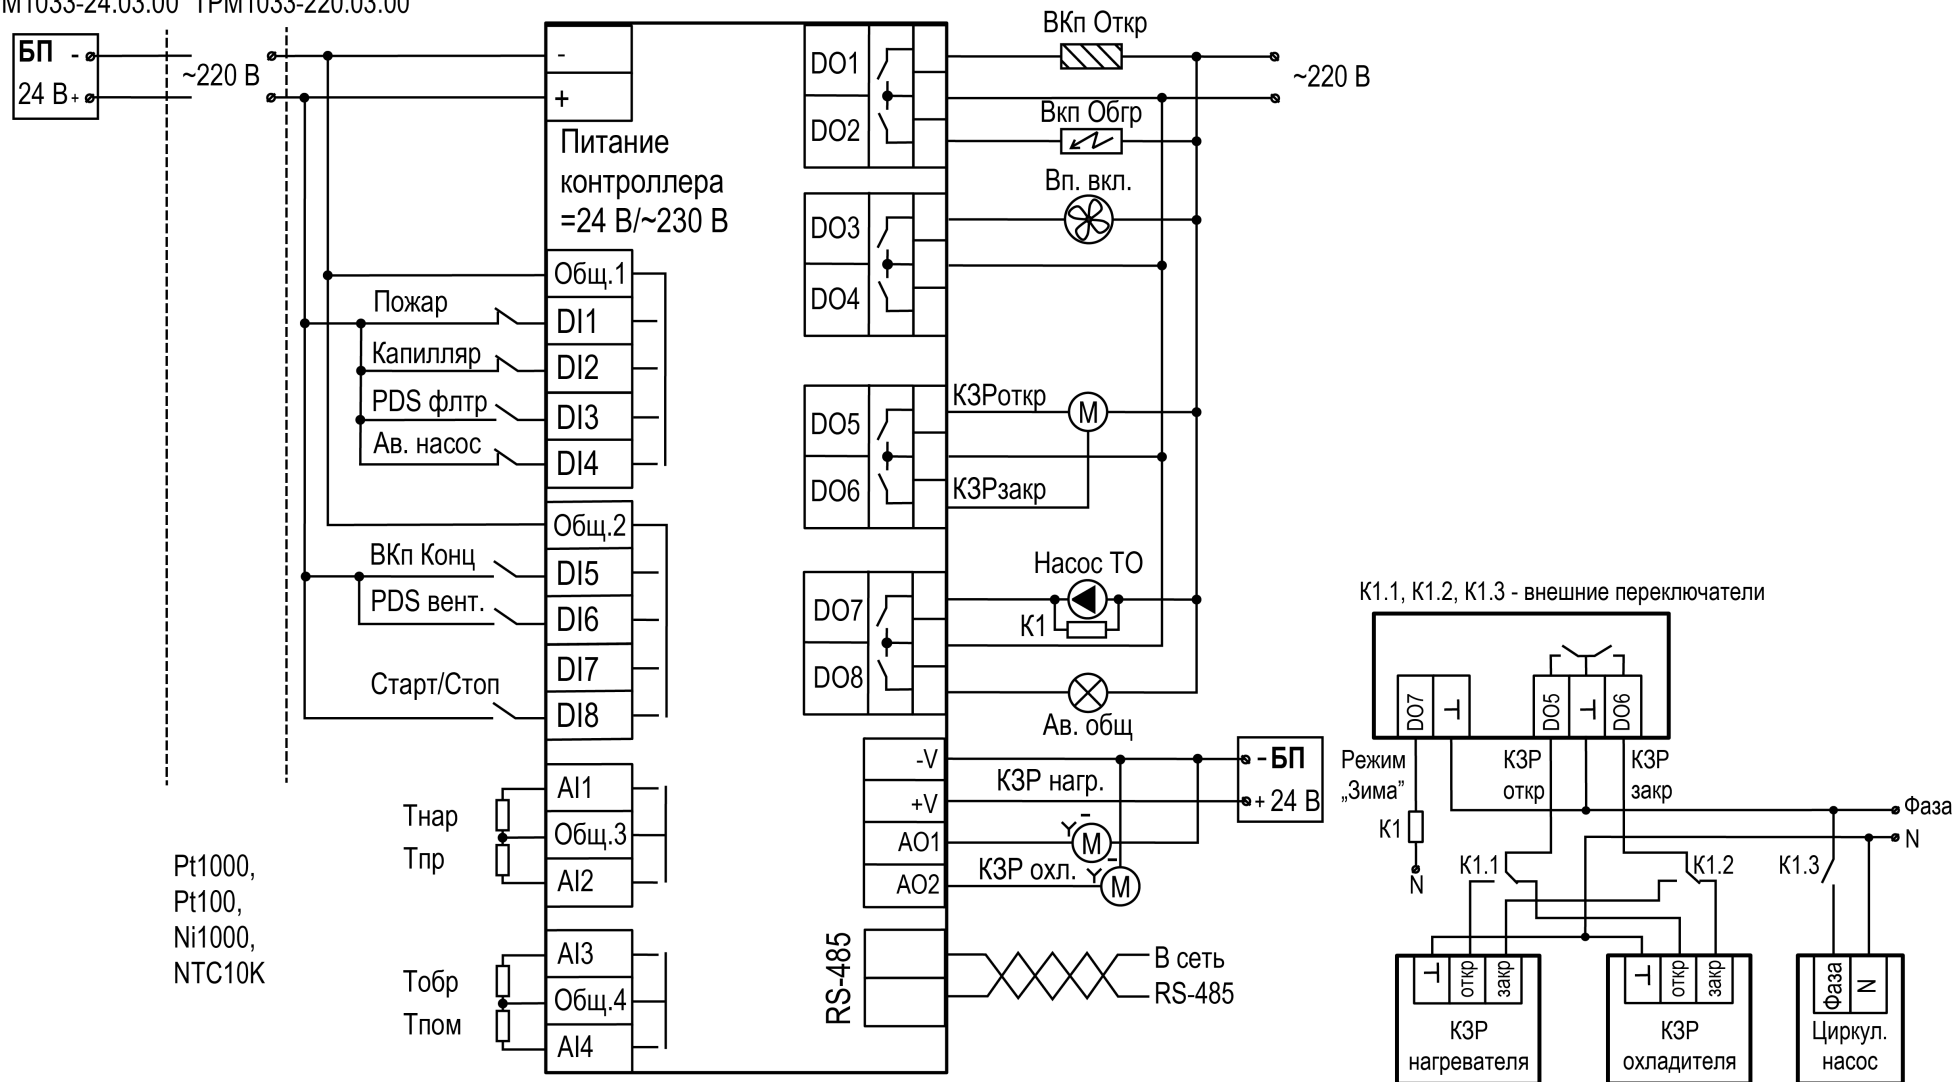 М1033-24.03.00 ТРМ1033-220.03.00
БП -
24 В +
~220 В
-
+
Питание
контроллера
=24 В/~230 В
Общ.1
Пожар
DI1
Капилляр
DI2
PDS флтр
DI3
Ав. насос
DI4
Общ.2
ВКп Конц
DI5
PDS вент.
DI6
DI7
Старт/Стоп
DI8
AI1
Тнар
Общ.3
Тпр
AI2
Pt1000,
Pt100,
Ni1000,
NTC10K
AI3
Тобр
Общ.4
Тпом
AI4
DO1
DO2
DO3
DO4
DO5
DO6
DO7
DO8
ВКп Откр
~220 В
Вкп Обгр
Вп. вкл.
КЗРоткр
М
КЗРзакр
Насос ТО
К1
Ав. общ
-V
+V
AO1
AO2
КЗР нагр.
- БП
+ 24 В
Y -
М
КЗР охл.
Y -
М
RS-485
В сеть
RS-485
К1.1, К1.2, К1.3 - внешние переключатели
DO7
DO5
DO6
Режим
„Зима”
К1
N
КЗР
откр
КЗР
закр
Фаза
N
К1.1
К1.2
К1.3
откр
закр
КЗР
нагревателя
откр
закр
КЗР
охладителя
Фаза
N
Циркул.
насос